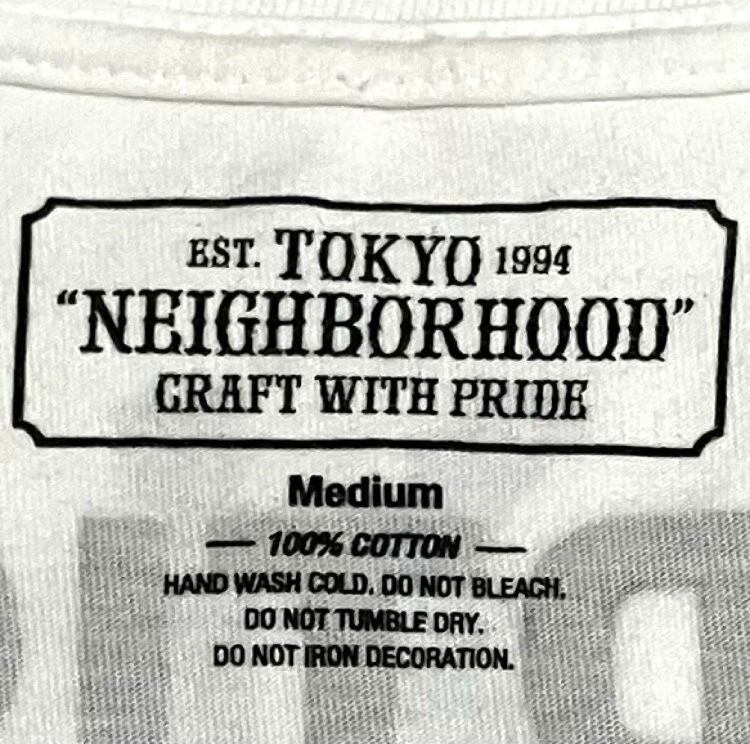 EST. TOKYO 1994
“NEIGHBORHOOD”
CRAFT WITH PRIDE
Medium
— 100% COTTON —
HAND WASH COLD. DO NOT BLEACH.
DO NOT TUMBLE DRY.
DO NOT IRON DECORATION.